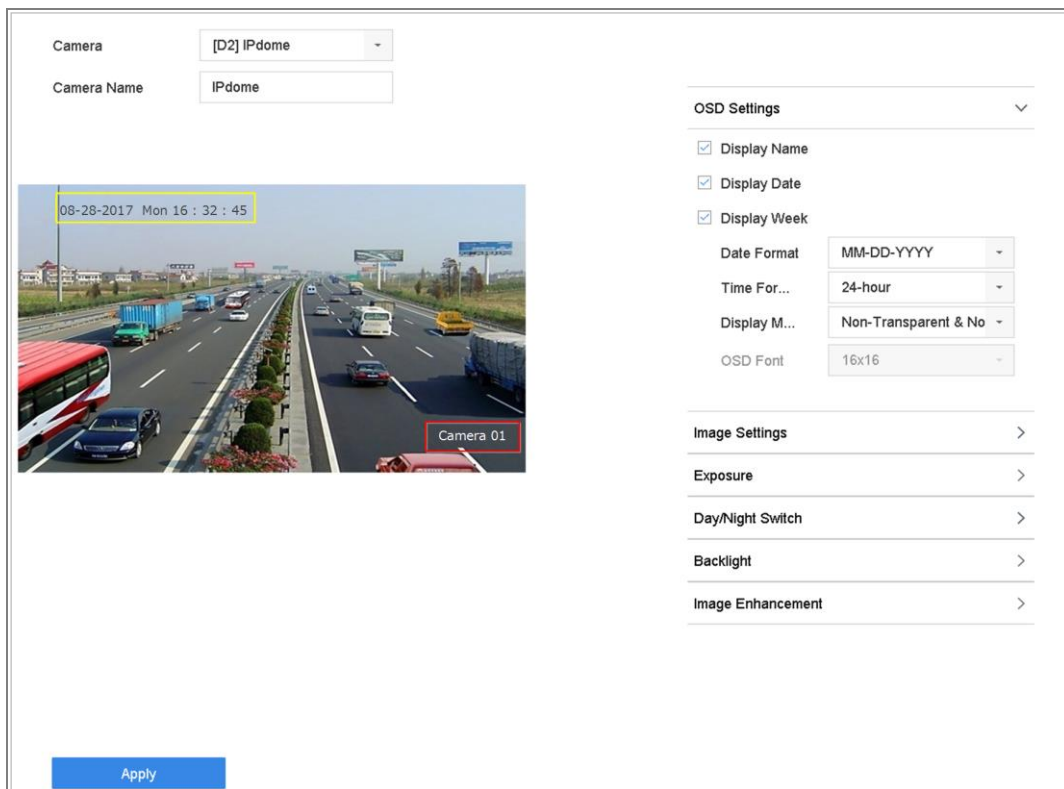 Camera
[D2] IPdome
Camera Name
IPdome
OSD Settings
Display Name
Display Date
Display Week
Date Format
MM-DD-YYYY
Time For...
24-hour
Display M...
Non-Transparent & No
OSD Font
16x16
08-28-2017 Mon 16 : 32 : 45
Camera 01
Image Settings
Exposure
Day/Night Switch
Backlight
Image Enhancement
Apply